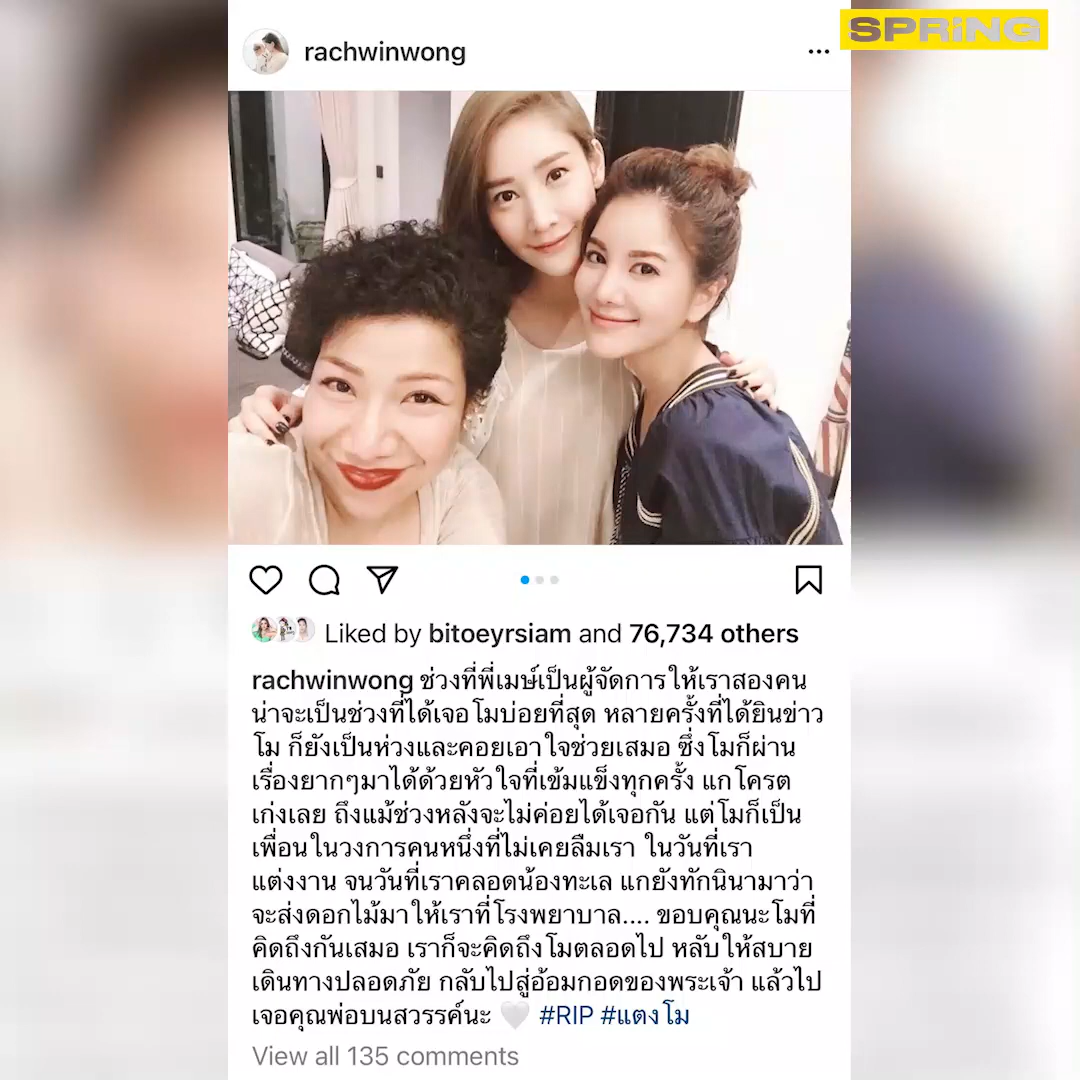 SPRiNG
rachwinwong
Liked by bitoeyrsiam and 76,734 others
rachwinwong ช่วงที่พี่เมษ์เป็นผู้จัดการให้เราสองคน
น่าจะเป็นช่วงที่ได้เจอโมบ่อยที่สุด หลายครั้งที่ได้ยินข่าว
โม ก็ยังเป็นห่วงและคอยเอาใจช่วยเสมอ ซึ่งโมก็ผ่าน
เรื่องยากๆมาได้ด้วยหัวใจที่เข้มแข็งทุกครั้ง แกโครต
เก่งเลย ถึงแม้ช่วงหลังจะไม่ค่อยได้เจอกัน แต่โมก็เป็น
เพื่อนในวงการคนหนึ่งที่ไม่เคยลืมเรา ในวันที่เรา
แต่งงาน จนวันที่เราคลอดน้องทะเล แกยังทักนินามาว่า
จะส่งดอกไม้มาให้เราที่โรงพยาบาล.... ขอบคุณนะโมที่
คิดถึงกันเสมอ เราก็จะคิดถึงโมตลอดไป หลับให้สบาย
เดินทางปลอดภัย กลับไปสู่อ้อมกอดของพระเจ้า แล้วไป
เจอคุณพ่อบนสวรรค์นะ 🤍 #RIP #แตงโม
View all 135 comments